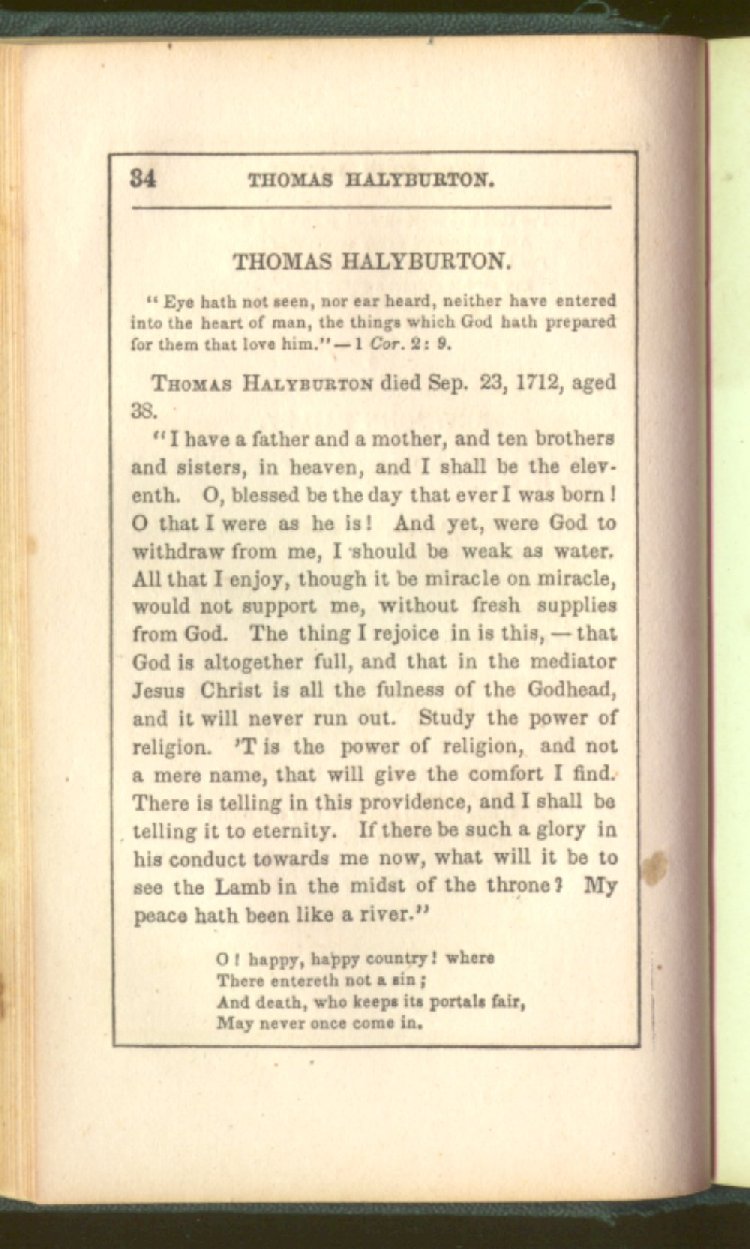 34 THOMAS HALYBURTON.
THOMAS HALYBURTON.
"Eye hath not seen, nor ear heard, neither have entered
into the heart of man, the things which God hath prepared
for them that love him."—1 Cor. 2: 9.
THOMAS HALYBURTON died Sep. 23, 1712, aged
38.
"I have a father and a mother, and ten brothers
and sisters, in heaven, and I shall be the elev-
enth. O, blessed be the day that ever I was born!
O that I were as he is! And yet, were God to
withdraw from me, I should be weak as water.
All that I enjoy, though it be miracle on miracle,
would not support me, without fresh supplies
from God. The thing I rejoice in is this, — that
God is altogether full, and that in the mediator
Jesus Christ is all the fulness of the Godhead,
and it will never run out. Study the power of
religion. 'T is the power of religion, and not
a mere name, that will give the comfort I find.
There is telling in this providence, and I shall be
telling it to eternity. If there be such a glory in
his conduct towards me now, what will it be to
see the Lamb in the midst of the throne? My
peace hath been like a river."
O! happy, happy country! where
There entereth not a sin;
And death, who keeps its portals fair,
May never once come in.